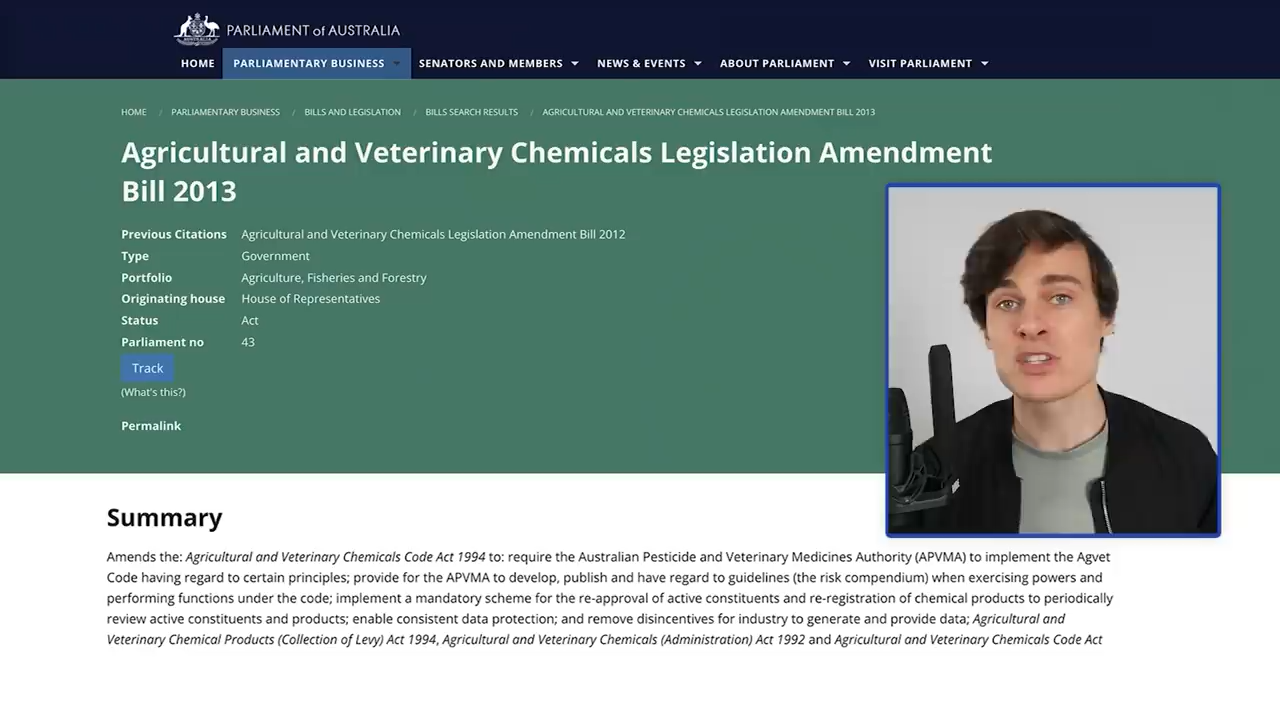 PARLIAMENT of AUSTRALIA
HOME PARLIAMENTARY BUSINESS SENATORS AND MEMBERS NEWS & EVENTS ABOUT PARLIAMENT VISIT PARLIAMENT
HOME / PARLIAMENTARY BUSINESS / BILLS AND LEGISLATION / BILLS SEARCH RESULTS / AGRICULTURAL AND VETERINARY CHEMICALS LEGISLATION AMENDMENT BILL 2013
Agricultural and Veterinary Chemicals Legislation Amendment
Bill 2013
Previous Citations Agricultural and Veterinary Chemicals Legislation Amendment Bill 2012
Type Government
Portfolio Agriculture, Fisheries and Forestry
Originating house House of Representatives
Status Act
Parliament no 43
Track
(What's this?)
Permalink
Summary
Amends the: Agricultural and Veterinary Chemicals Code Act 1994 to: require the Australian Pesticide and Veterinary Medicines Authority (APVMA) to implement the Agvet
Code having regard to certain principles; provide for the APVMA to develop, publish and have regard to guidelines (the risk compendium) when exercising powers and
performing functions under the code; implement a mandatory scheme for the re-approval of active constituents and re-registration of chemical products to periodically
review active constituents and products; enable consistent data protection; and remove disincentives for industry to generate and provide data; Agricultural and
Veterinary Chemical Products (Collection of Levy) Act 1994, Agricultural and Veterinary Chemicals (Administration) Act 1992 and Agricultural and Veterinary Chemicals Code Act